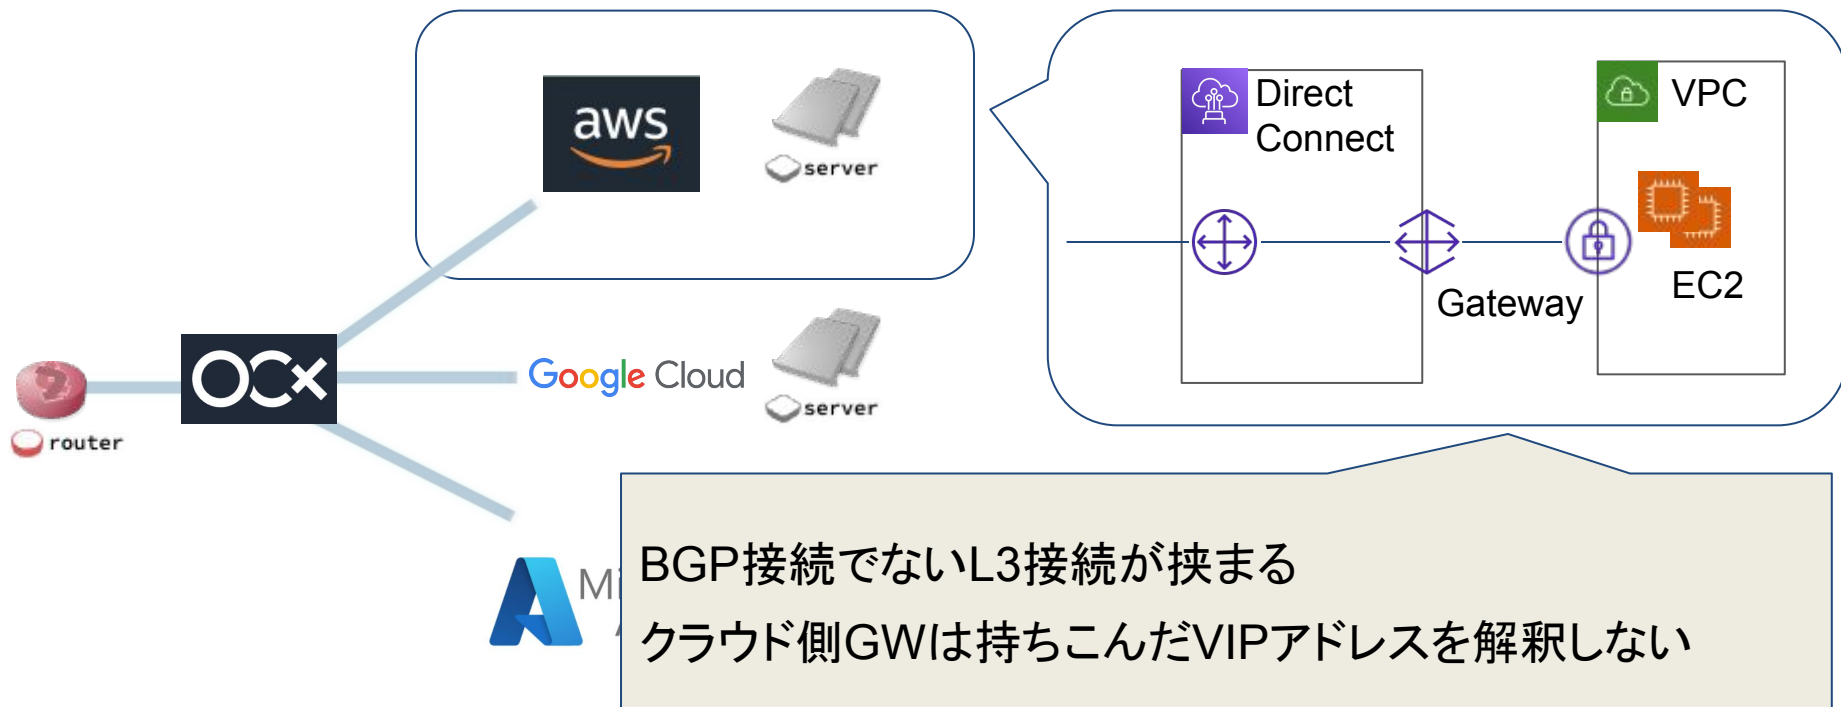 aws
server
Direct
Connect
VPC
EC2
Gateway
OCX
Google Cloud
server
router
Mi
BGP接続でないL3接続が挟まる
クラウド側GWは持ちこんだVIPアドレスを解釈しない